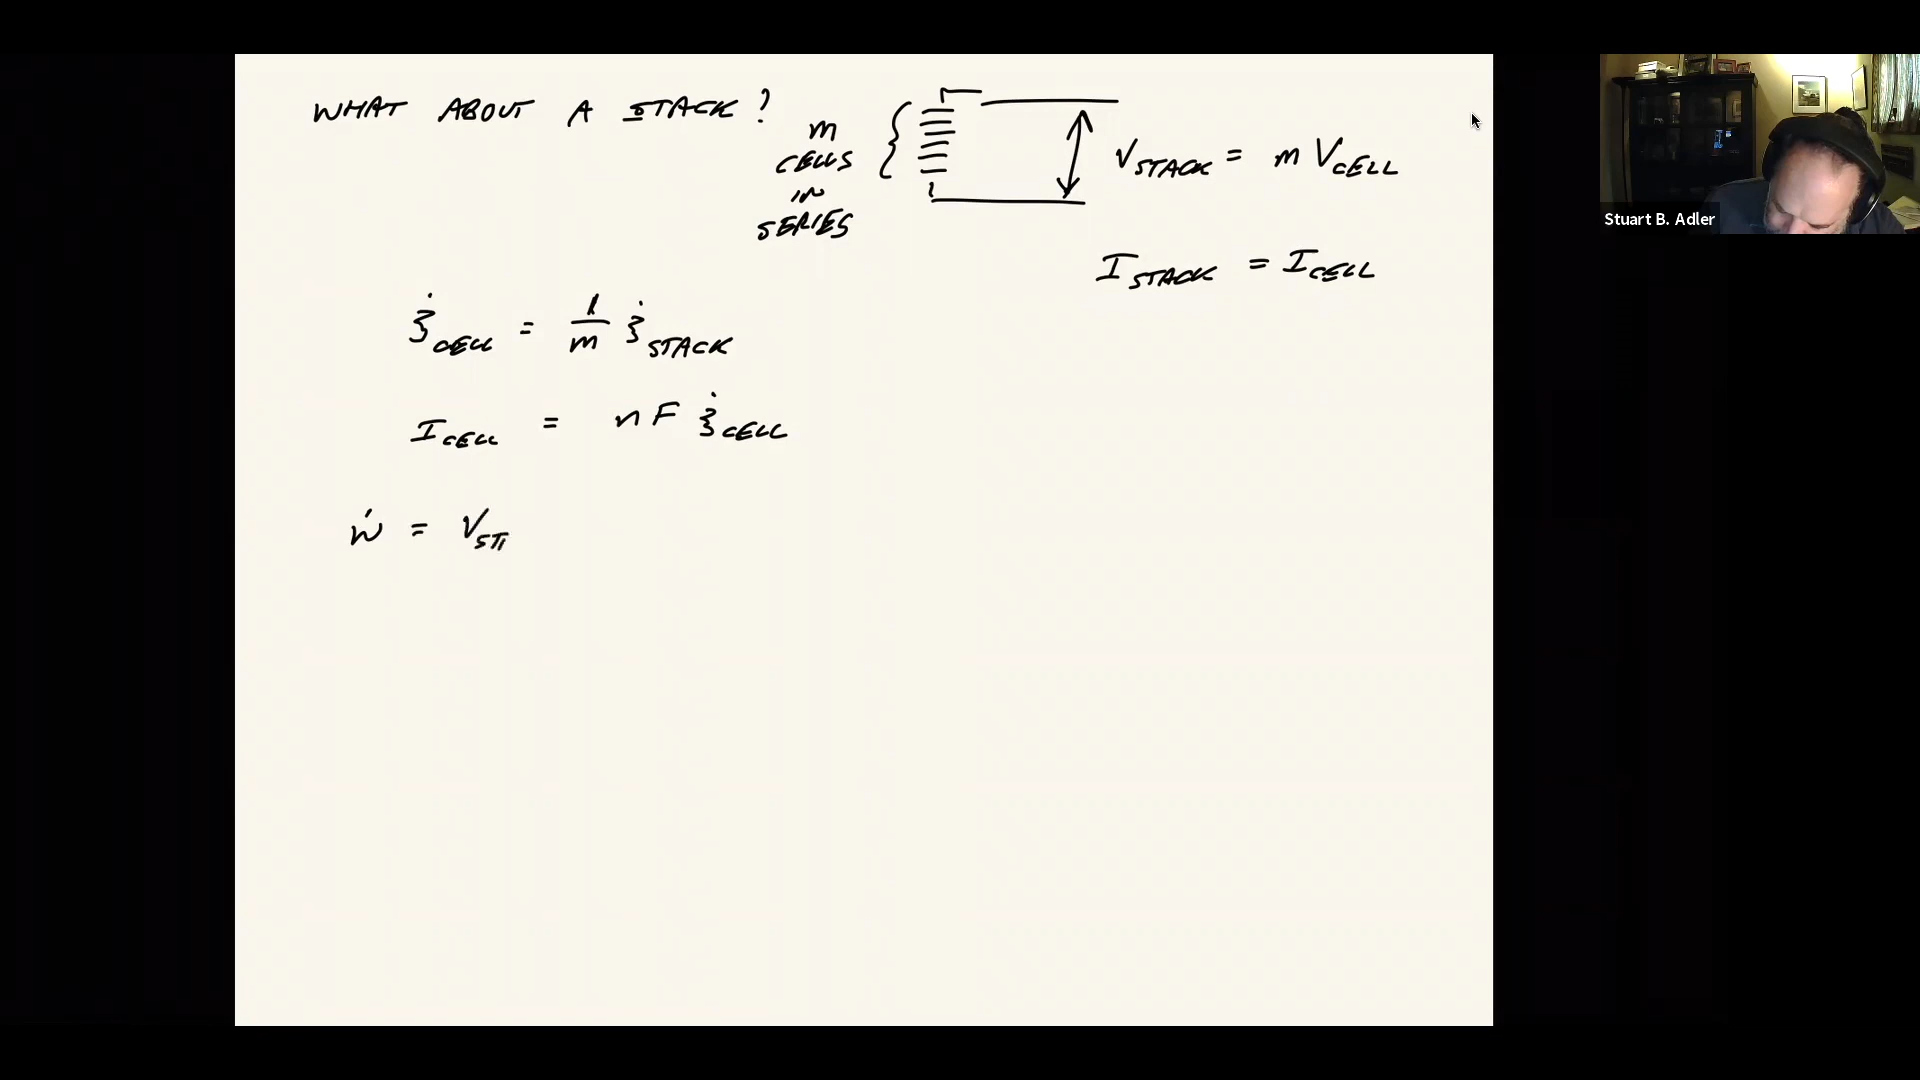 WHAT ABOUT A STACK?
m
CELLS
IN
SERIES
V_STACK = m V_CELL
I_STACK = I_CELL
ξ̇_CELL = 1/m ξ̇_STACK
I_CELL = nF ξ̇_CELL
ẇ = V_ST
Stuart B. Adler